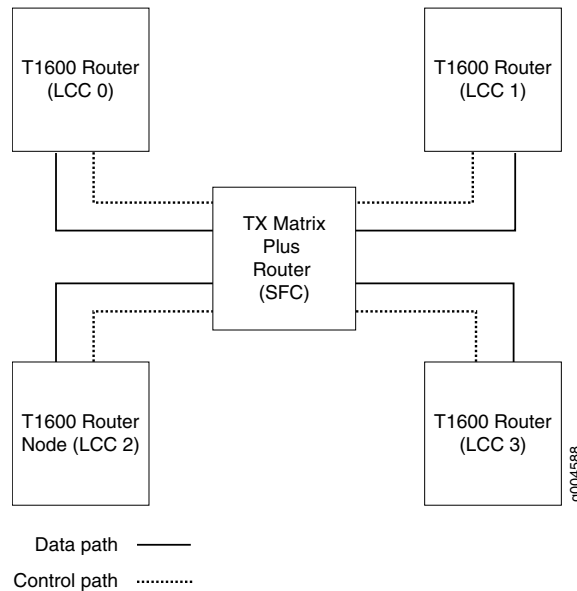 T1600 Router
(LCC 0)
T1600 Router
(LCC 1)
TX Matrix
Plus
Router
(SFC)
T1600 Router
Node (LCC 2)
T1600 Router
(LCC 3)
g004588
Data path
Control path